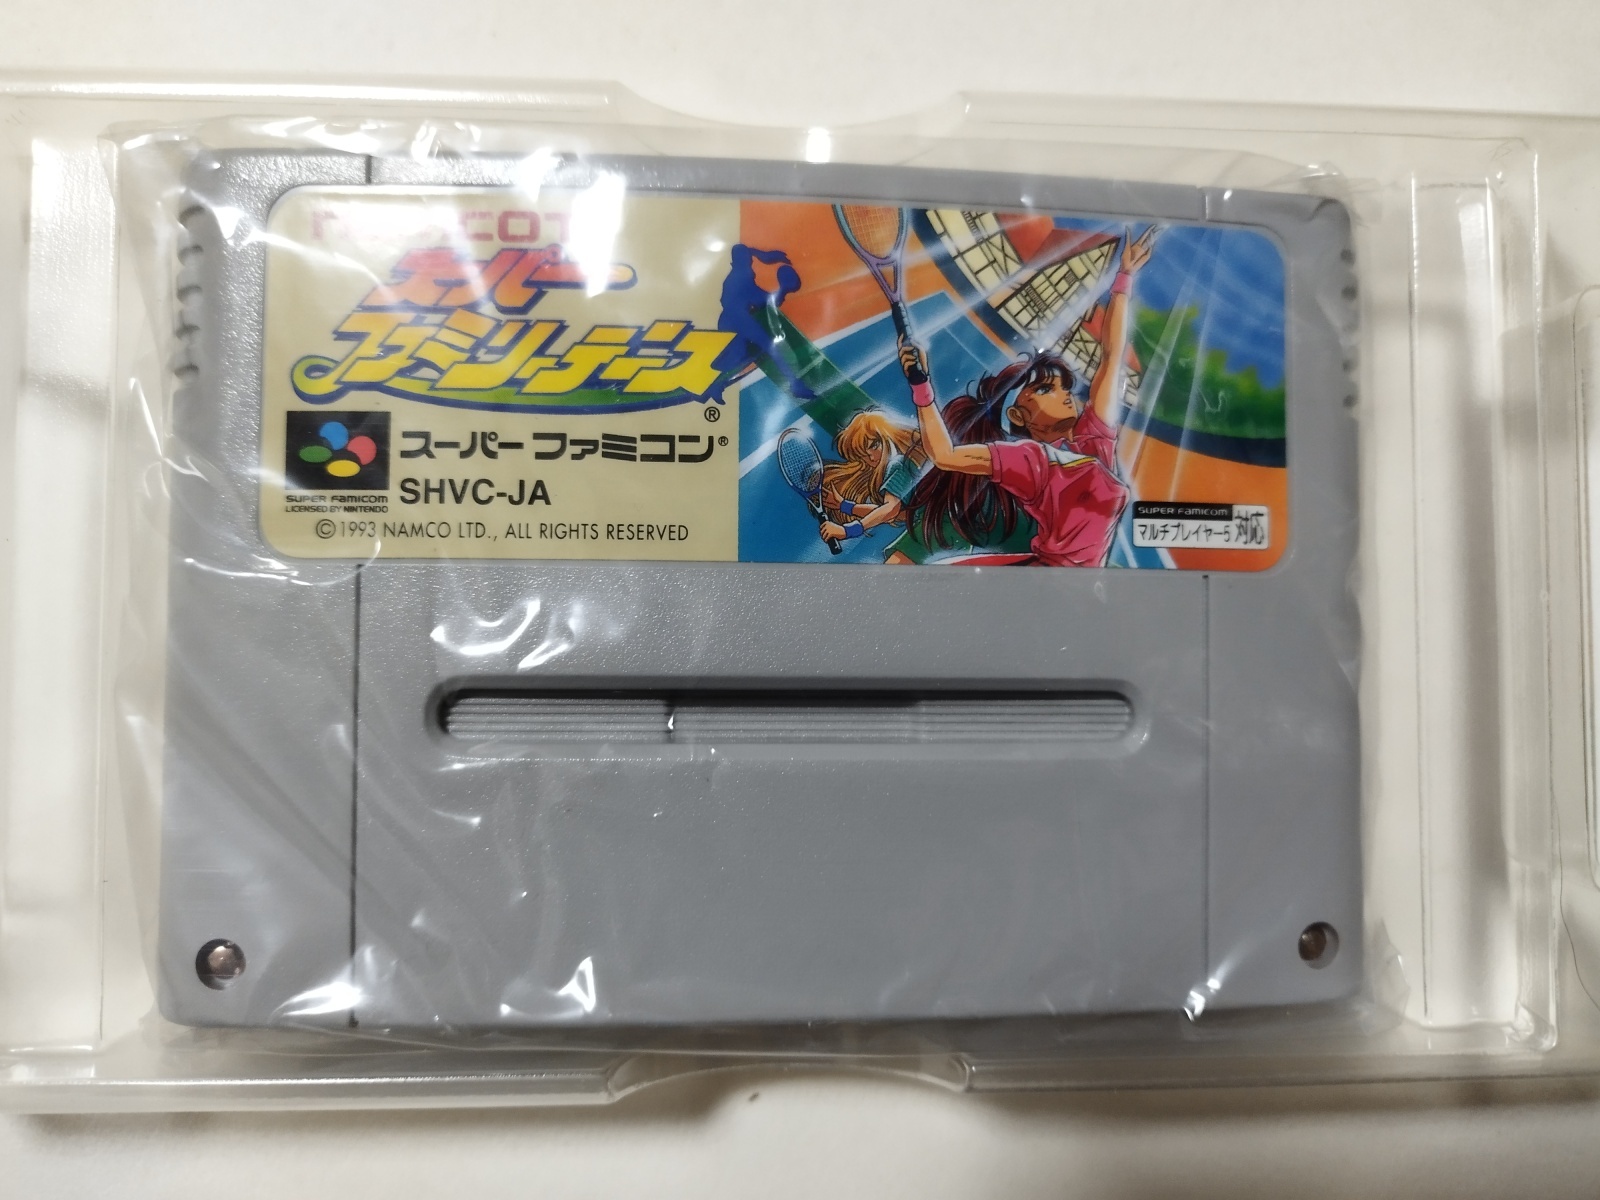 NAMCOT
スーパー
ファミリーテニス
®
スーパーファミコン®
SUPER FAMICOM
LICENSED BY NINTENDO
SHVC-JA
©1993 NAMCO LTD., ALL RIGHTS RESERVED
SUPER FAMICOM
マルチプレイヤー5 対応